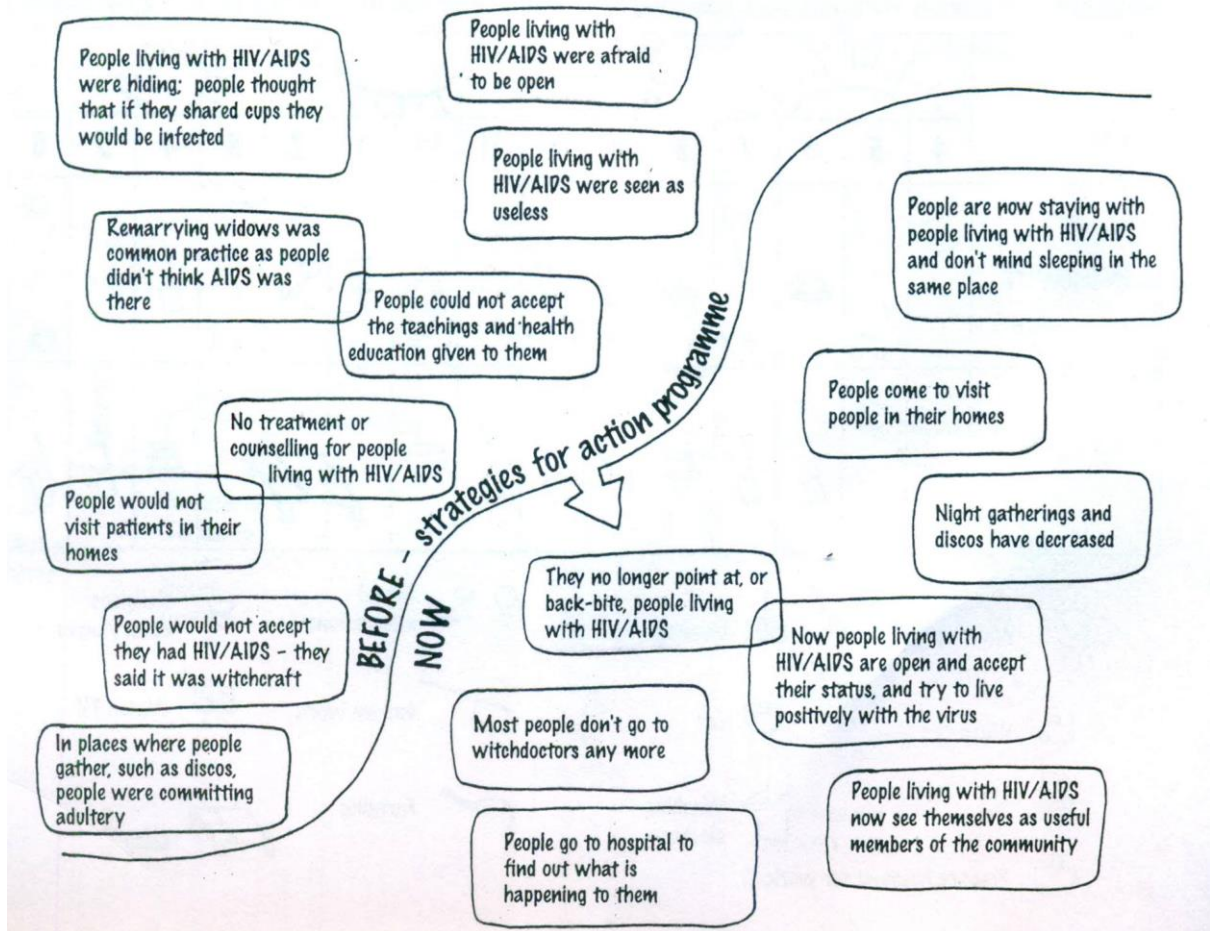 People living with HIV/AIDS
were hiding; people thought
that if they shared cups they
would be infected
People living with
HIV/AIDS were afraid
to be open
People living with
HIV/AIDS were seen as
useless
Remarrying widows was
common practice as people
didn't think AIDS was
there
People could not accept
the teachings and health
education given to them
No treatment or
counselling for people
living with HIV/AIDS
People would not
visit patients in their
homes
People would not accept
they had HIV/AIDS – they
said it was witchcraft
In places where people
gather, such as discos,
people were committing
adultery
BEFORE – strategies for action programme
NOW
People are now staying with
people living with HIV/AIDS
and don't mind sleeping in the
same place
People come to visit
people in their homes
Night gatherings and
discos have decreased
They no longer point at, or
back-bite, people living
with HIV/AIDS
Now people living with
HIV/AIDS are open and accept
their status, and try to live
positively with the virus
Most people don't go to
witchdoctors any more
People living with HIV/AIDS
now see themselves as useful
members of the community
People go to hospital to
find out what is
happening to them